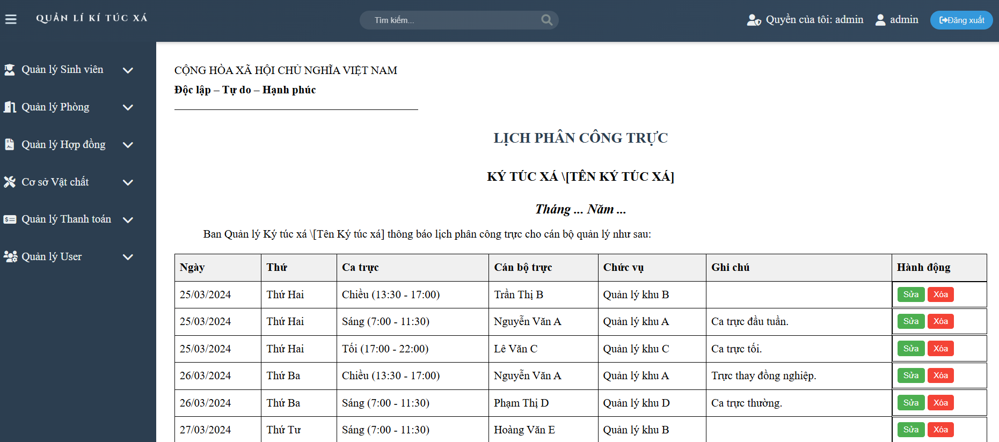 QUẢN LÍ KÍ TÚC XÁ
Tìm kiếm...
Quyền của tôi: admin
admin
Đăng xuất
Quản lý Sinh viên
Quản lý Phòng
Quản lý Hợp đồng
Cơ sở Vật chất
Quản lý Thanh toán
Quản lý User
CỘNG HÒA XÃ HỘI CHỦ NGHĨA VIỆT NAM
Độc lập – Tự do – Hạnh phúc
LỊCH PHÂN CÔNG TRỰC
KÝ TÚC XÁ \[TÊN KÝ TÚC XÁ]
Tháng ... Năm ...
Ban Quản lý Ký túc xá \[Tên Ký túc xá] thông báo lịch phân công trực cho cán bộ quản lý như sau:
Ngày Thứ Ca trực Cán bộ trực Chức vụ Ghi chú Hành động
25/03/2024 Thứ Hai Chiều (13:30 - 17:00) Trần Thị B Quản lý khu B Sửa Xóa
25/03/2024 Thứ Hai Sáng (7:00 - 11:30) Nguyễn Văn A Quản lý khu A Ca trực đầu tuần. Sửa Xóa
25/03/2024 Thứ Hai Tối (17:00 - 22:00) Lê Văn C Quản lý khu C Ca trực tối. Sửa Xóa
26/03/2024 Thứ Ba Chiều (13:30 - 17:00) Nguyễn Văn A Quản lý khu A Trực thay đồng nghiệp. Sửa Xóa
26/03/2024 Thứ Ba Sáng (7:00 - 11:30) Phạm Thị D Quản lý khu D Ca trực thường. Sửa Xóa
27/03/2024 Thứ Tư Sáng (7:00 - 11:30) Hoàng Văn E Quản lý khu B Sửa Xóa